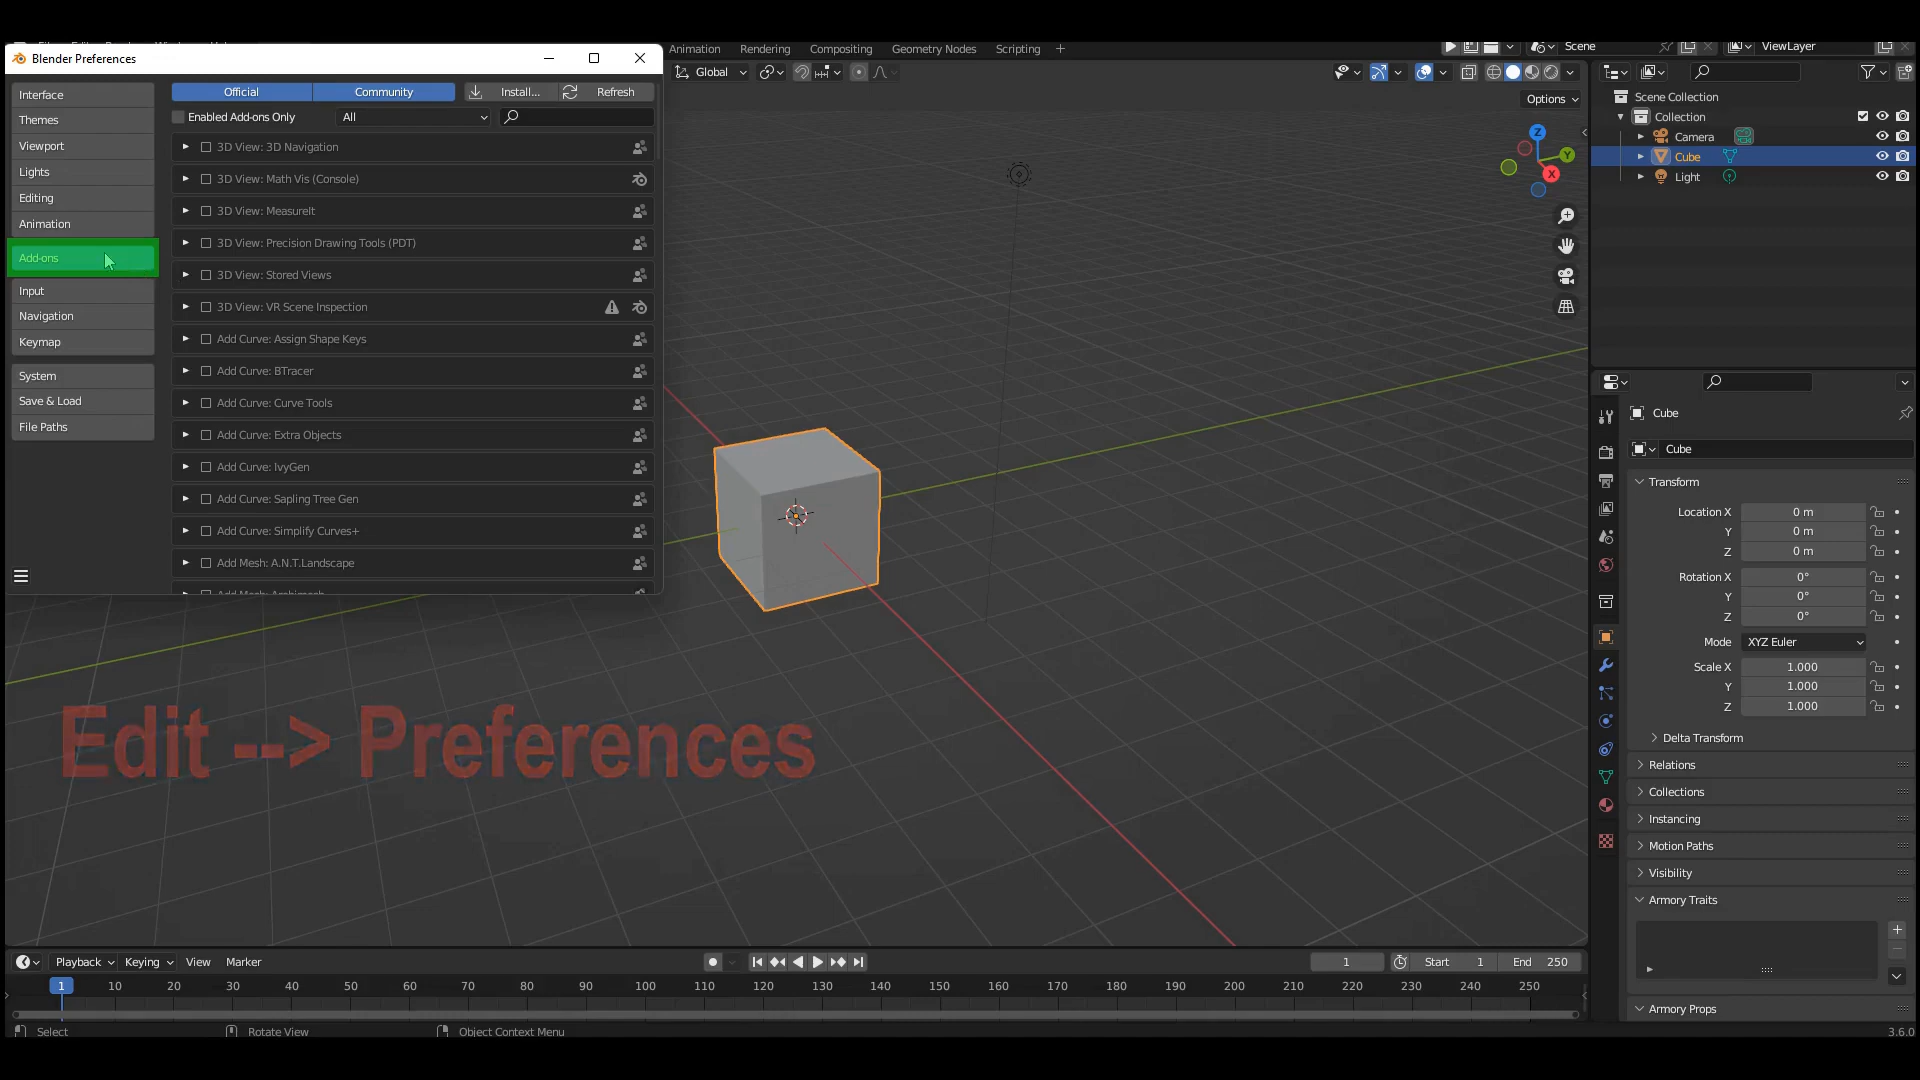 Blender Preferences
Animation Rendering Compositing Geometry Nodes Scripting +
Scene
ViewLayer
Interface
Themes
Viewport
Lights
Editing
Animation
Add-ons
Input
Navigation
Keymap
System
Save & Load
File Paths
Official Community Install... Refresh
Enabled Add-ons Only All
3D View: 3D Navigation
3D View: Math Vis (Console)
3D View: MeasureIt
3D View: Precision Drawing Tools (PDT)
3D View: Stored Views
3D View: VR Scene Inspection
Add Curve: Assign Shape Keys
Add Curve: BTracer
Add Curve: Curve Tools
Add Curve: Extra Objects
Add Curve: IvyGen
Add Curve: Sapling Tree Gen
Add Curve: Simplify Curves+
Add Mesh: A.N.T.Landscape
Global
Options
Z
Y
X
Scene Collection
Collection
Camera
Cube
Light
Cube
Cube
Transform
Location X 0 m
Y 0 m
Z 0 m
Rotation X 0°
Y 0°
Z 0°
Mode XYZ Euler
Scale X 1.000
Y 1.000
Z 1.000
Delta Transform
Relations
Collections
Instancing
Motion Paths
Visibility
Armory Traits
Armory Props
Edit --> Preferences
Playback Keying View Marker
1 Start 1 End 250
1 10 20 30 40 50 60 70 80 90 100 110 120 130 140 150 160 170 180 190 200 210 220 230 240 250
Select Rotate View Object Context Menu
3.6.0